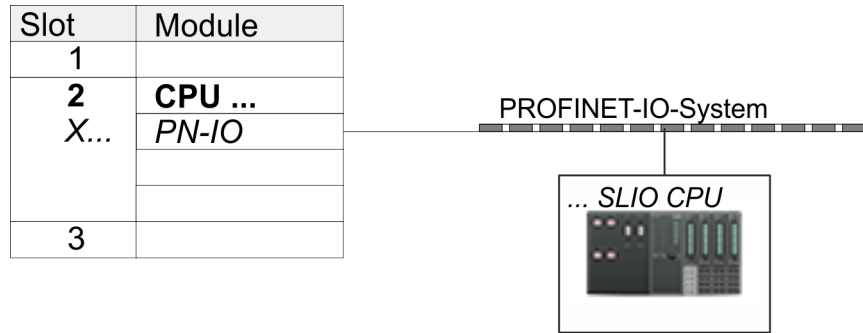 Slot Module
1
2 CPU ...
X... PN-IO
3
PROFINET-IO-System
... SLIO CPU